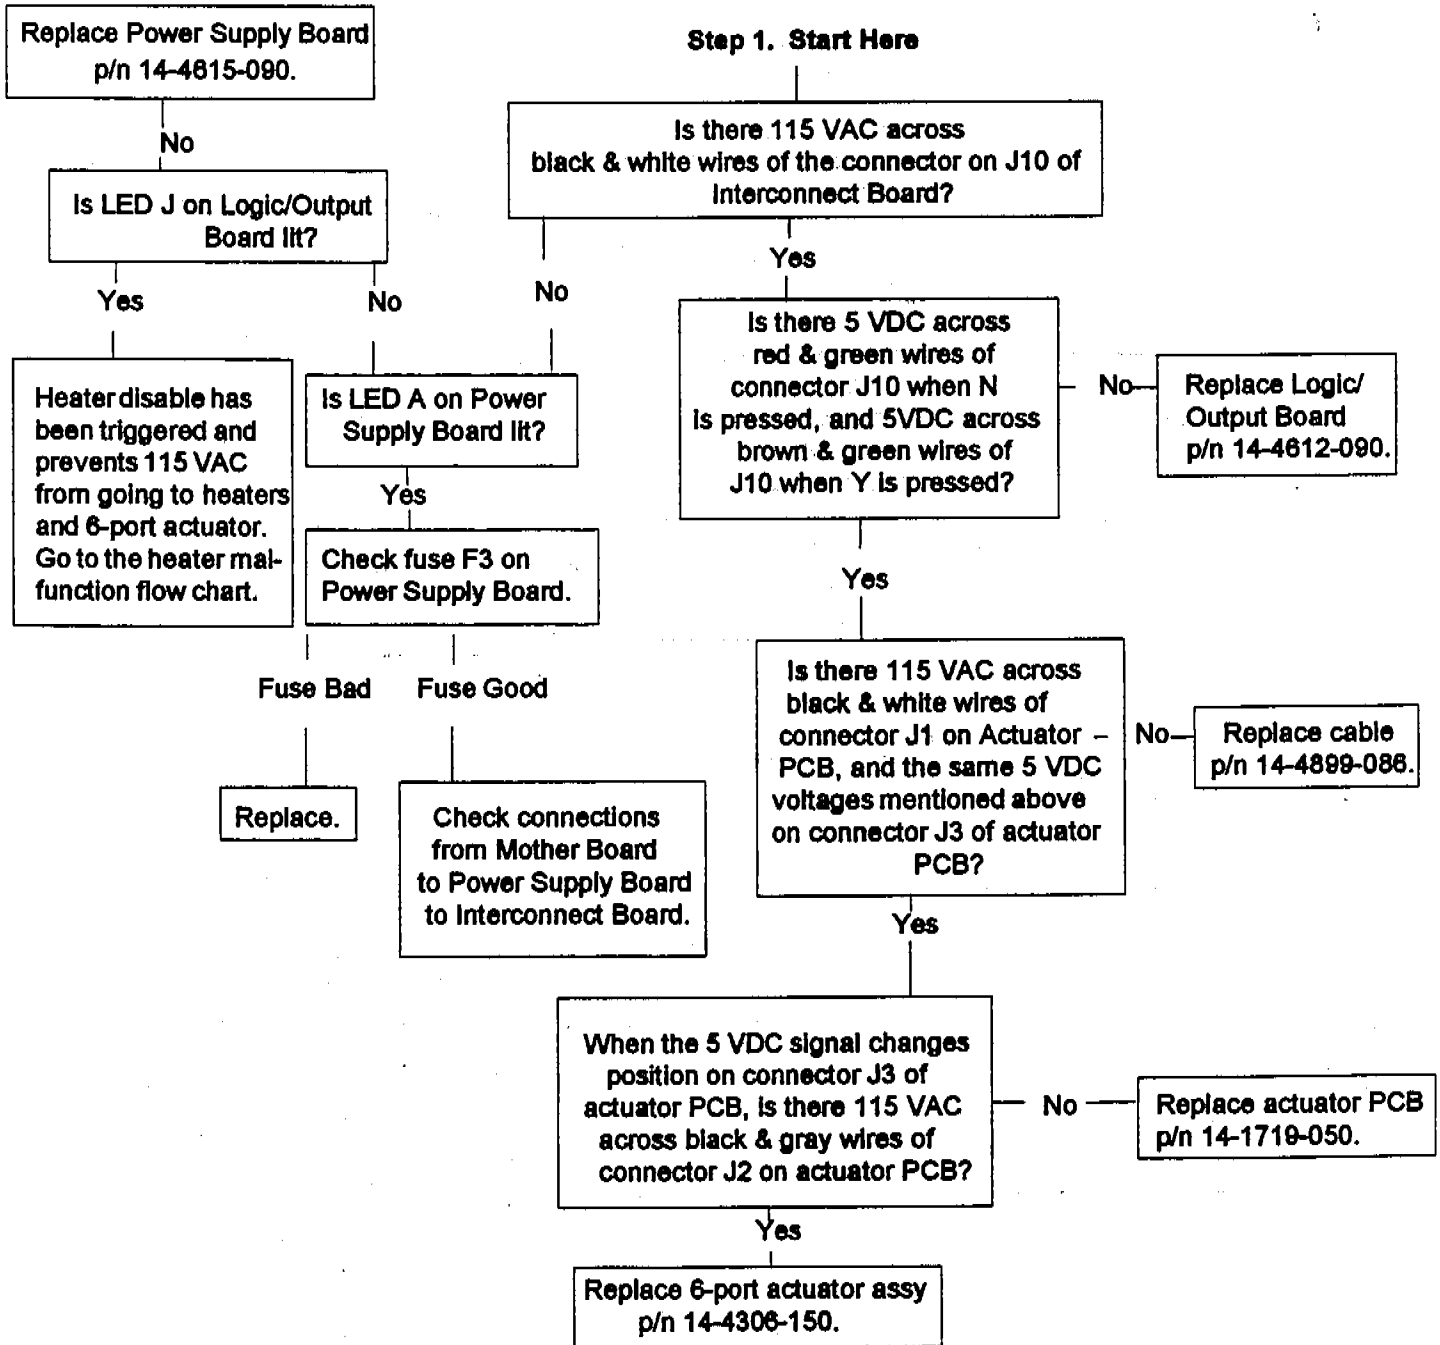 Replace Power Supply Board
p/n 14-4615-090.
No
Is LED J on Logic/Output
Board lit?
Yes
No
Heater disable has
been triggered and
prevents 115 VAC
from going to heaters
and 6-port actuator.
Go to the heater mal-
function flow chart.
Is LED A on Power
Supply Board lit?
Yes
Check fuse F3 on
Power Supply Board.
Fuse Bad
Fuse Good
Replace.
Check connections
from Mother Board
to Power Supply Board
to Interconnect Board.
Step 1. Start Here
Is there 115 VAC across
black & white wires of the connector on J10 of
Interconnect Board?
No
Yes
Is there 5 VDC across
red & green wires of
connector J10 when N
is pressed, and 5VDC across
brown & green wires of
J10 when Y is pressed?
No
Replace Logic/
Output Board
p/n 14-4612-090.
Yes
Is there 115 VAC across
black & white wires of
connector J1 on Actuator
PCB, and the same 5 VDC
voltages mentioned above
on connector J3 of actuator
PCB?
No
Replace cable
p/n 14-4899-086.
Yes
When the 5 VDC signal changes
position on connector J3 of
actuator PCB, is there 115 VAC
across black & gray wires of
connector J2 on actuator PCB?
No
Replace actuator PCB
p/n 14-1719-050.
Yes
Replace 6-port actuator assy
p/n 14-4306-150.